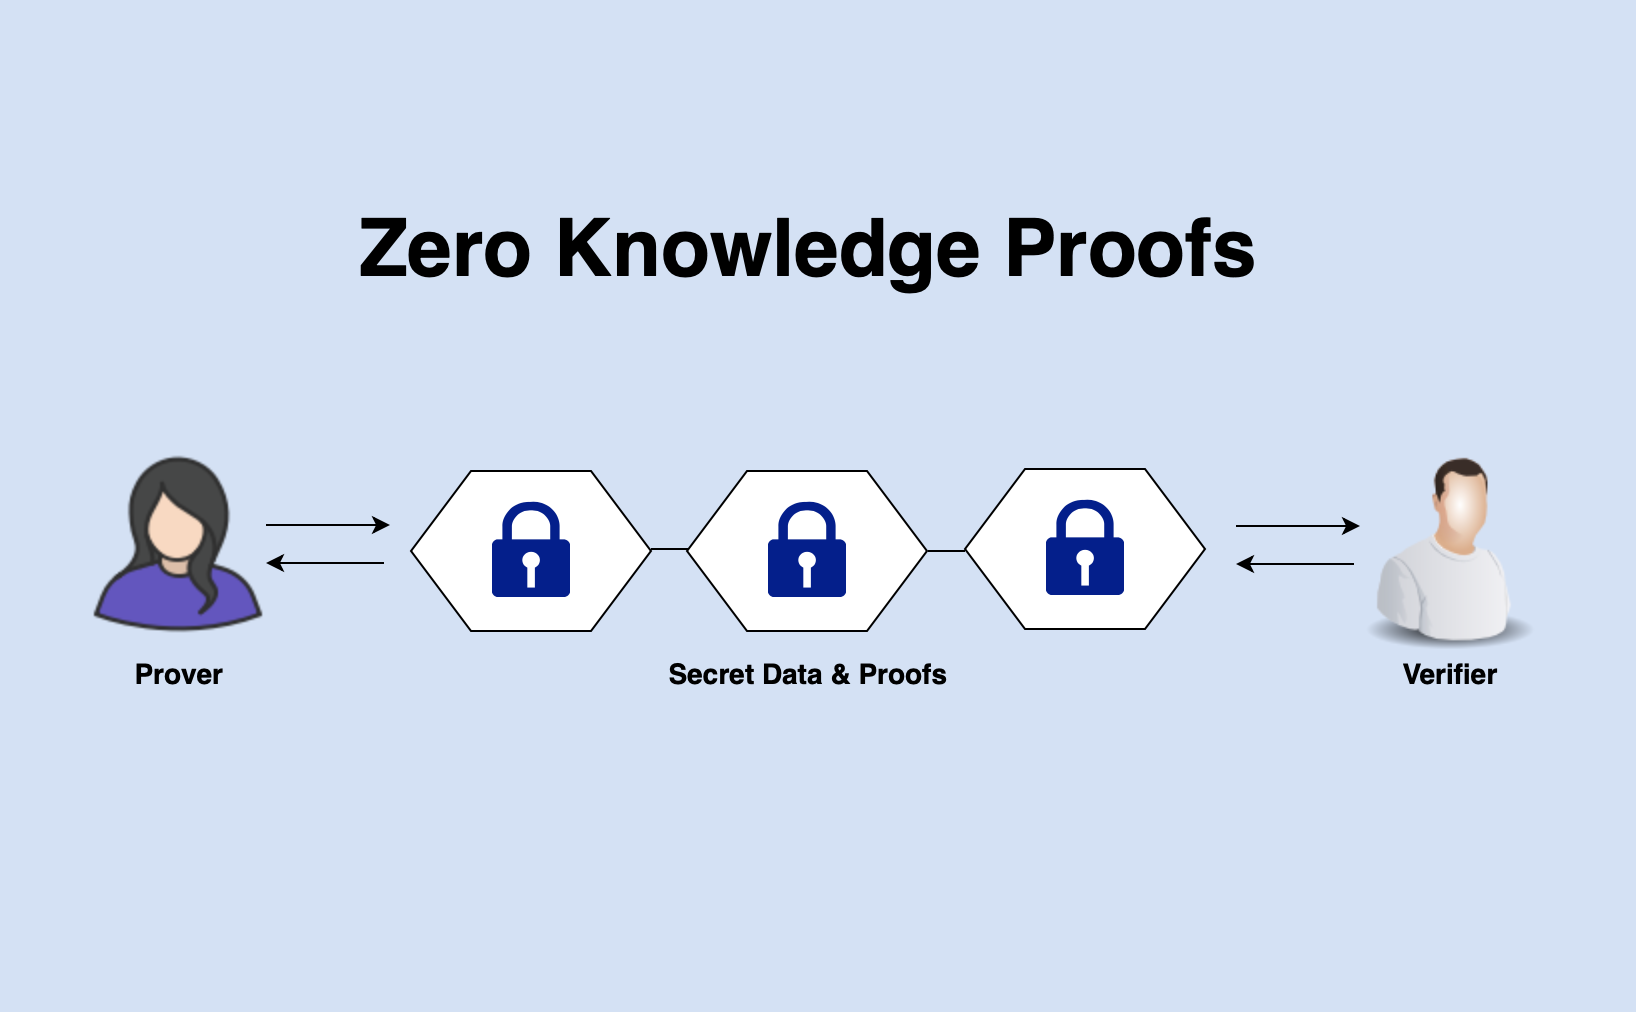 Zero Knowledge Proofs
Prover
Secret Data & Proofs
Verifier